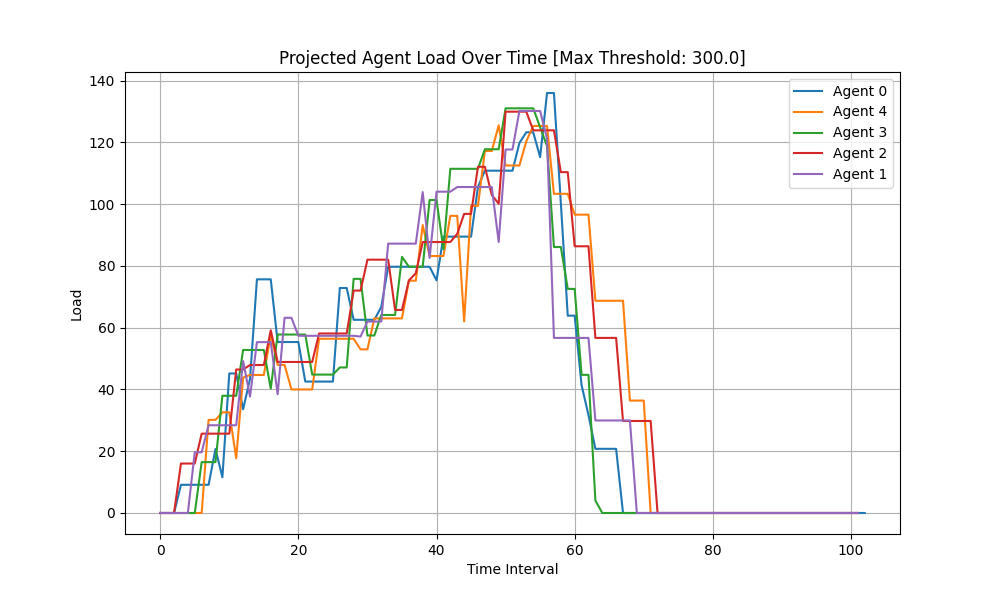 Projected Agent Load Over Time [Max Threshold: 300.0]
140
120
100
80
60
40
20
0
Load
0 20 40 60 80 100
Time Interval
Agent 0
Agent 4
Agent 3
Agent 2
Agent 1